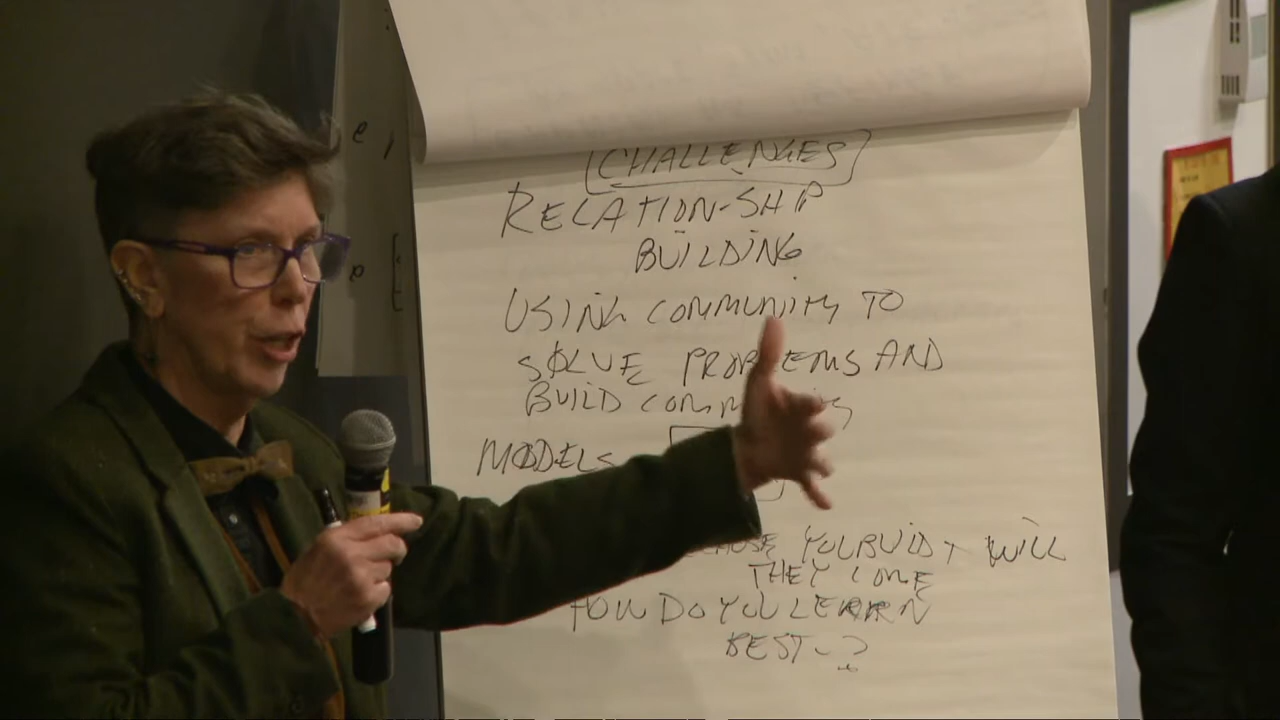 CHALLENGES
RELATION-SHIP
BUILDING
USING COMMUNITY TO
SOLVE PROBLEMS AND
BUILD
MODELS
YOU BUILD, WILL
THEY COME
HOW DO YOU LEARN
BEST - ?